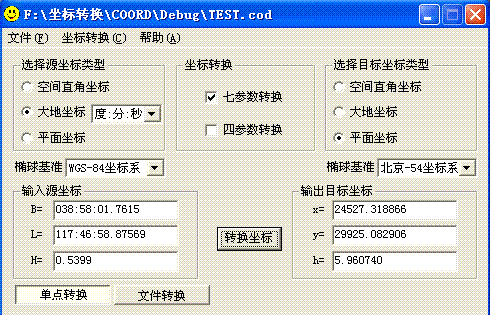 F:\坐标转换\COORD\Debug\TEST.cod
文件(F) 坐标转换(C) 帮助(A)
选择源坐标类型 坐标转换 选择目标坐标类型
空间直角坐标 七参数转换 空间直角坐标
大地坐标 度:分:秒 大地坐标
平面坐标 四参数转换 平面坐标
椭球基准 WGS-84坐标系 椭球基准 北京-54坐标系
输入源坐标 输出目标坐标
B= 038:58:01.7615 x= 24527.318866
L= 117:46:58.87569 转换坐标 y= 29925.082906
H= 0.5399 h= 5.960740
单点转换 文件转换